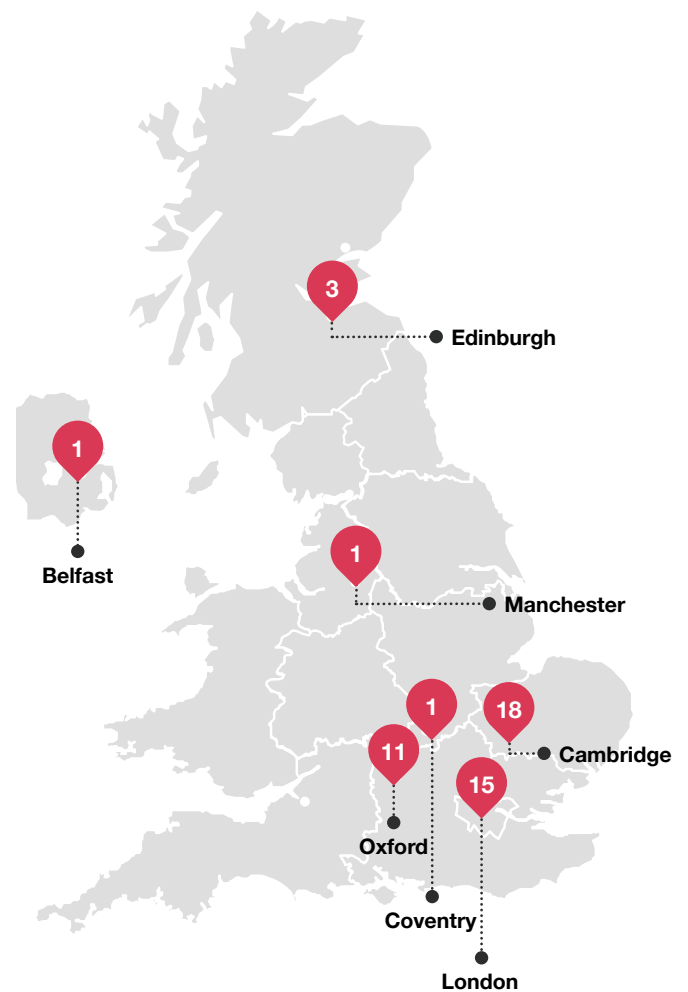 3
Edinburgh
1
Belfast
1
Manchester
1
18
11
Cambridge
15
Oxford
Coventry
London